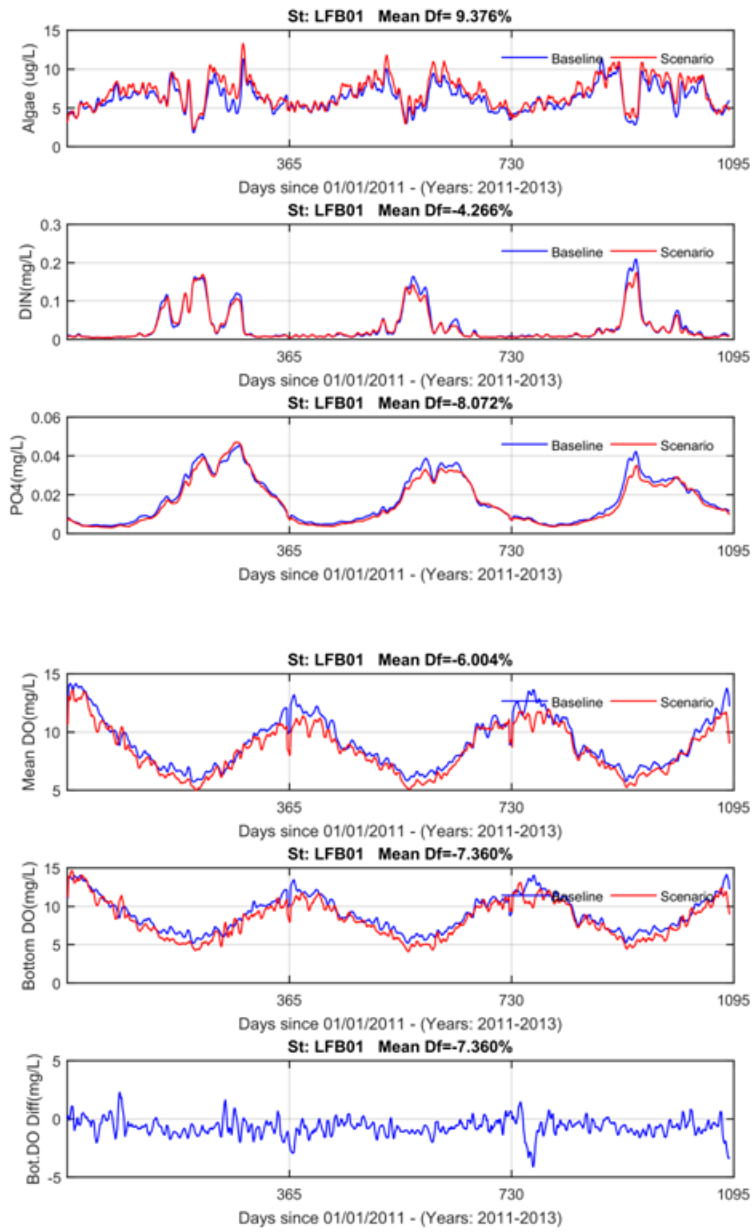 St: LFB01 Mean Df= 9.376%
15
10
5
0
Algae (ug/L)
Baseline
Scenario
365
730
1095
Days since 01/01/2011 - (Years: 2011-2013)
St: LFB01 Mean Df=-4.266%
0.3
0.2
0.1
0
DIN(mg/L)
Baseline
Scenario
365
730
1095
Days since 01/01/2011 - (Years: 2011-2013)
St: LFB01 Mean Df=-8.072%
0.06
0.04
0.02
0
PO4(mg/L)
Baseline
Scenario
365
730
1095
Days since 01/01/2011 - (Years: 2011-2013)
St: LFB01 Mean Df=-6.004%
15
10
5
Mean DO(mg/L)
Baseline
Scenario
365
730
1095
Days since 01/01/2011 - (Years: 2011-2013)
St: LFB01 Mean Df=-7.360%
15
10
5
0
Bottom DO(mg/L)
Baseline
Scenario
365
730
1095
Days since 01/01/2011 - (Years: 2011-2013)
St: LFB01 Mean Df=-7.360%
5
0
-5
Bot.DO Diff(mg/L)
365
730
1095
Days since 01/01/2011 - (Years: 2011-2013)